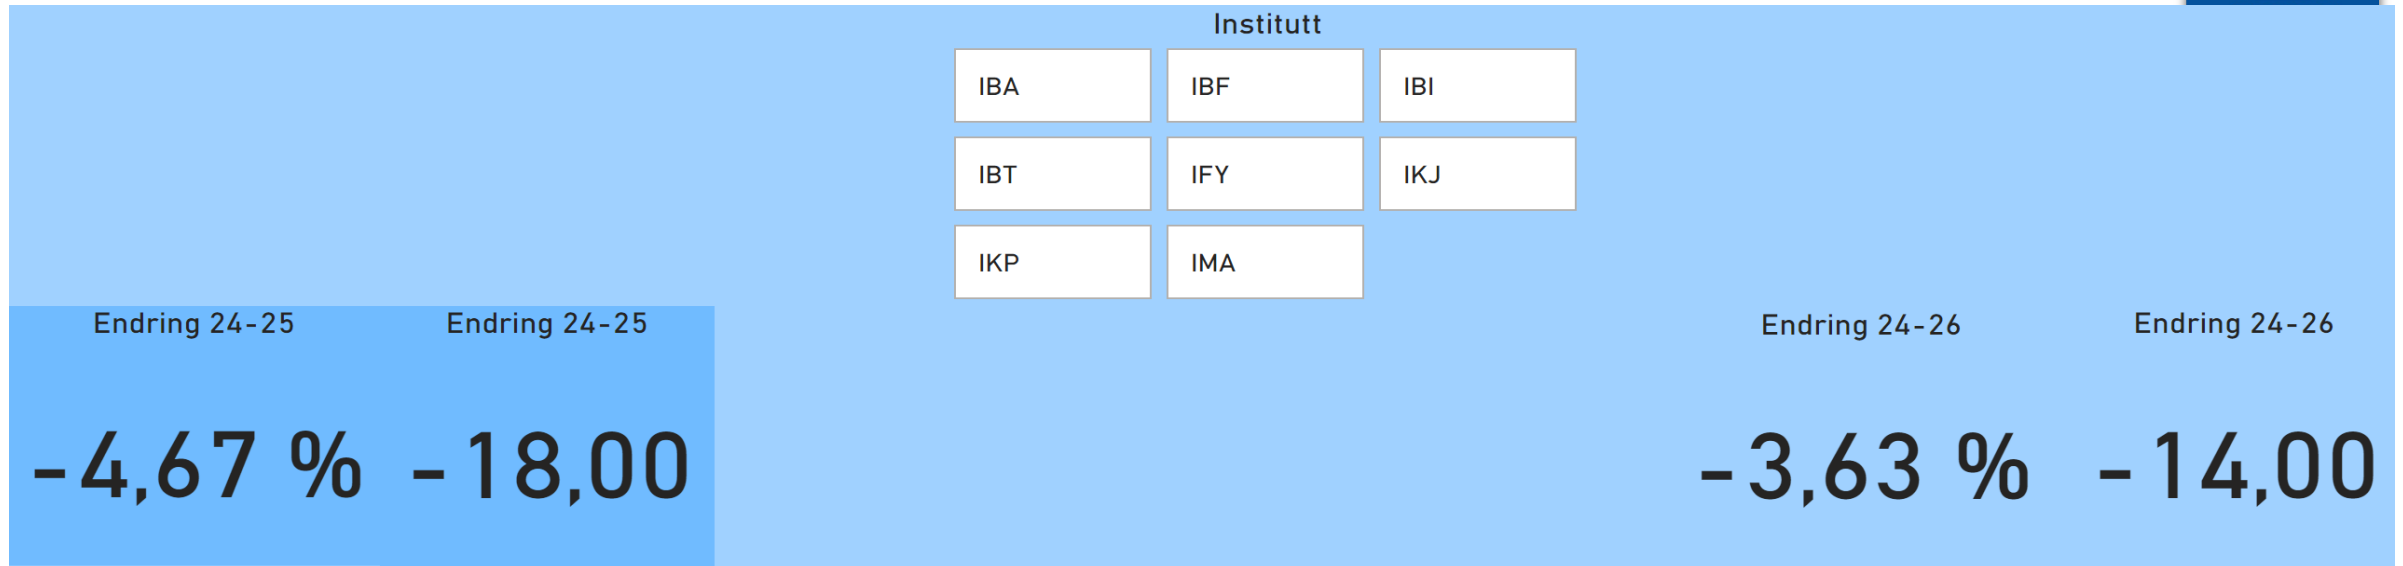 Institutt
IBA IBF IBI
IBT IFY IKJ
IKP IMA
Endring 24-25 Endring 24-25 Endring 24-26 Endring 24-26
-4,67 % -18,00 -3,63 % -14,00